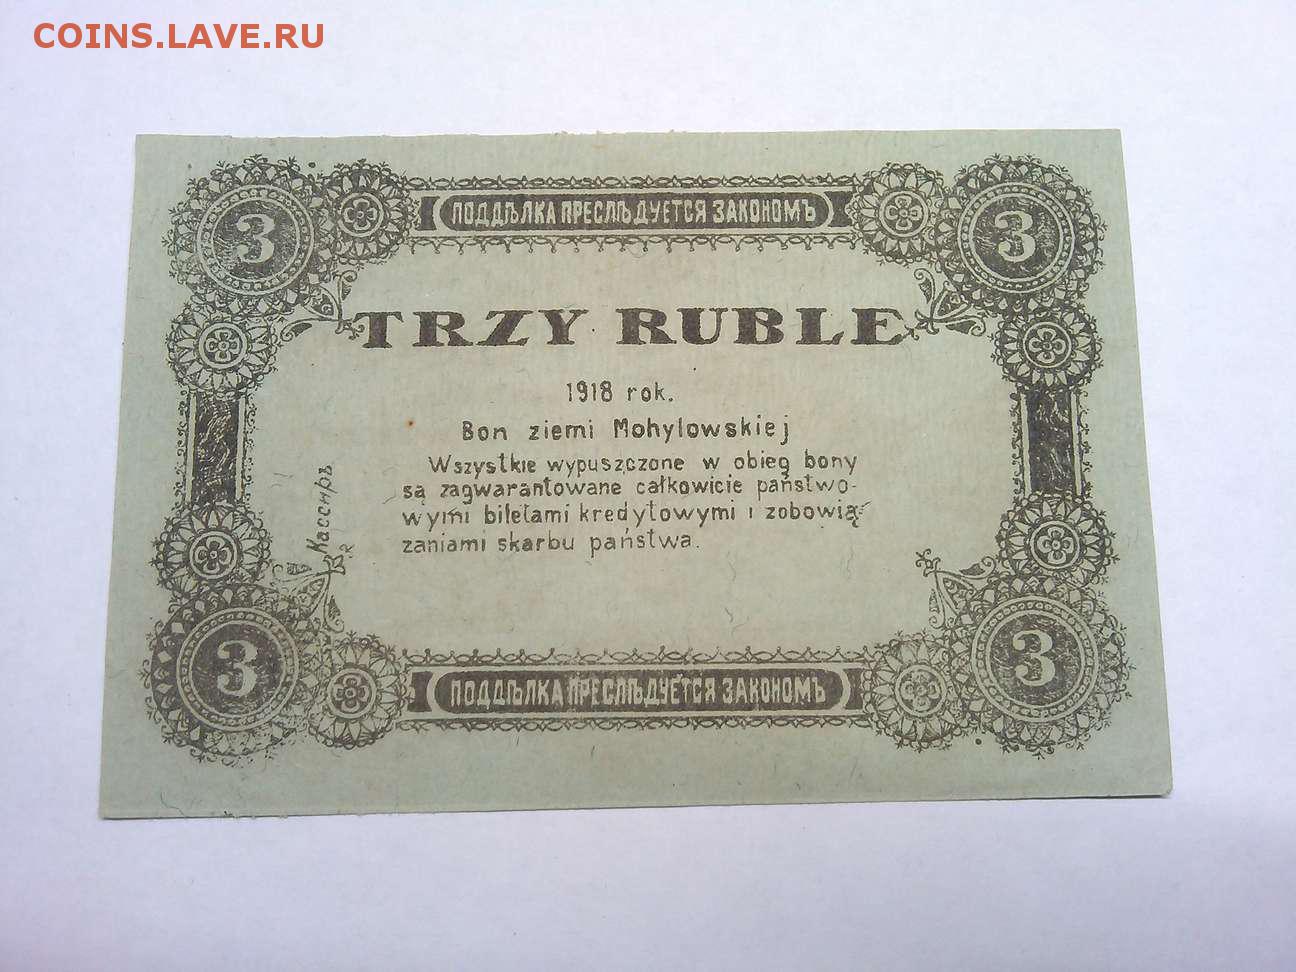 COINS.LAVE.RU
3
ПОДДѢЛКА ПРЕСЛѢДУЕТСЯ ЗАКОНОМЪ
3
TRZY RUBLE
1918 rok.
Bon ziemi Mohylowskiej
Wszystkie wypuszczone w obieg bony
są zagwarantowane całkowicie państwo-
wymi biletami kredytowymi i zobowią
zaniami skarbu państwa.
Кассиръ
3
ПОДДѢЛКА ПРЕСЛѢДУЕТСЯ ЗАКОНОМЪ
3